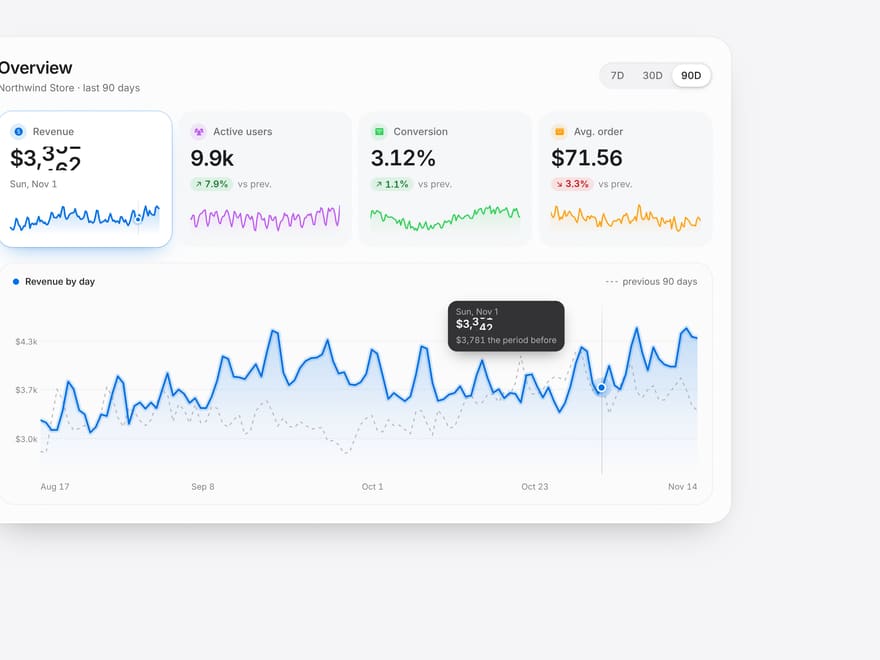 Overview
Northwind Store · last 90 days
7D 30D 90D
Revenue
Sun, Nov 1
Active users
9.9k
↗ 7.9% vs prev.
Conversion
3.12%
↗ 1.1% vs prev.
Avg. order
$71.56
↘ 3.3% vs prev.
Revenue by day
previous 90 days
Sun, Nov 1
$3,781 the period before
$4.3k
$3.7k
$3.0k
Aug 17 Sep 8 Oct 1 Oct 23 Nov 14